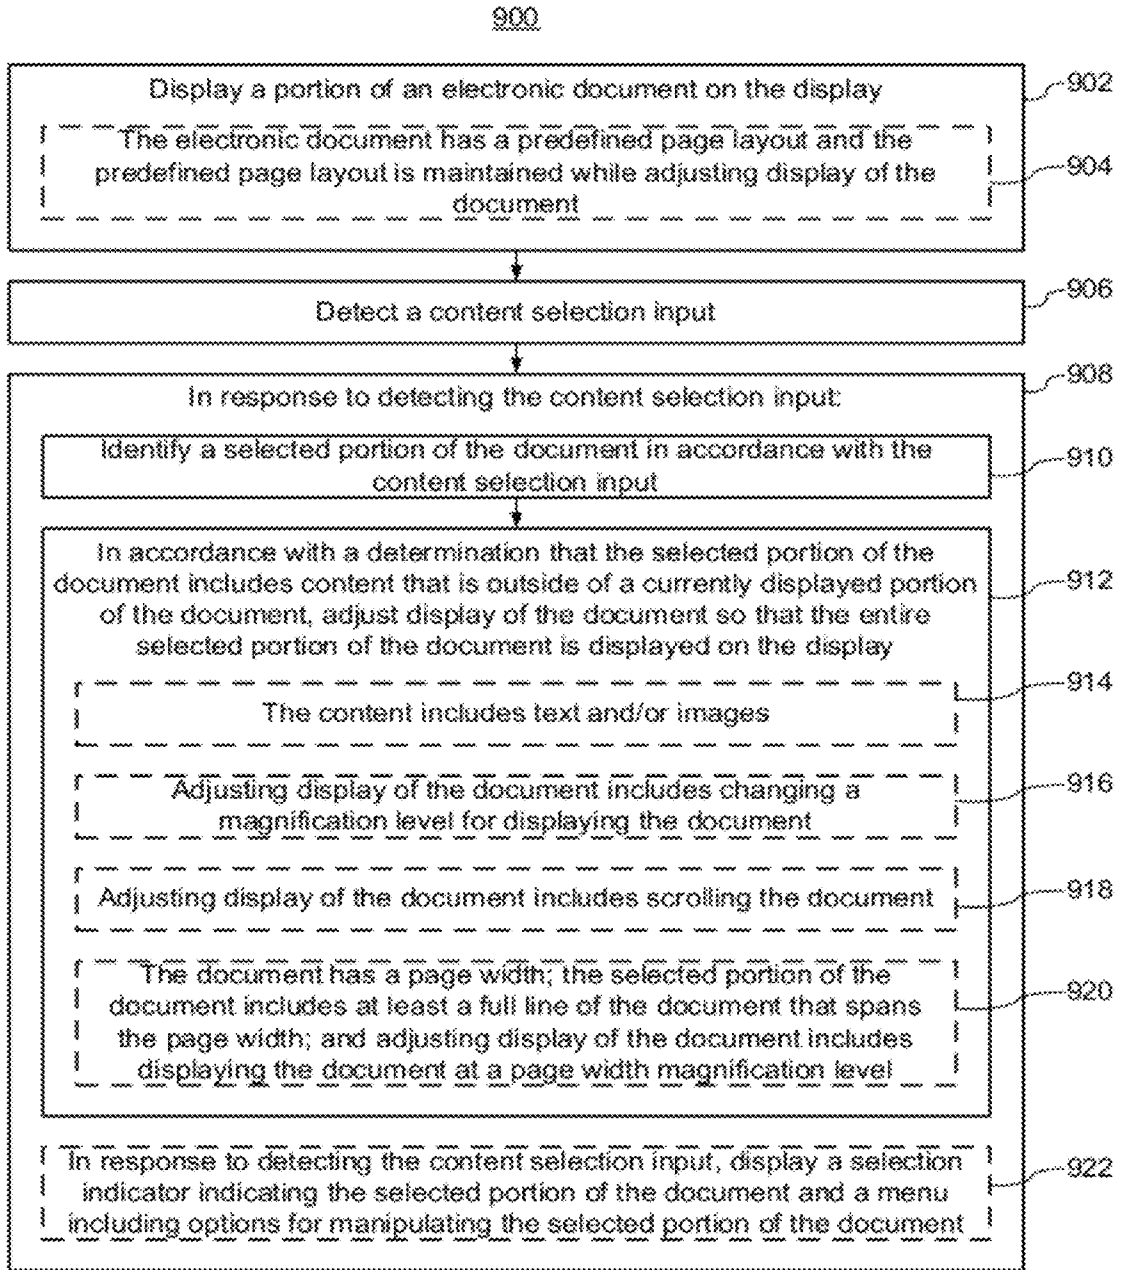 900
Display a portion of an electronic document on the display
902
The electronic document has a predefined page layout and the
predefined page layout is maintained while adjusting display of the
document
904
Detect a content selection input
906
In response to detecting the content selection input:
908
Identify a selected portion of the document in accordance with the
content selection input
910
In accordance with a determination that the selected portion of the
document includes content that is outside of a currently displayed portion
of the document, adjust display of the document so that the entire
selected portion of the document is displayed on the display
912
The content includes text and/or images
914
Adjusting display of the document includes changing a
magnification level for displaying the document
916
Adjusting display of the document includes scrolling the document
918
The document has a page width; the selected portion of the
document includes at least a full line of the document that spans
the page width; and adjusting display of the document includes
displaying the document at a page width magnification level
920
In response to detecting the content selection input, display a selection
indicator indicating the selected portion of the document and a menu
including options for manipulating the selected portion of the document
922